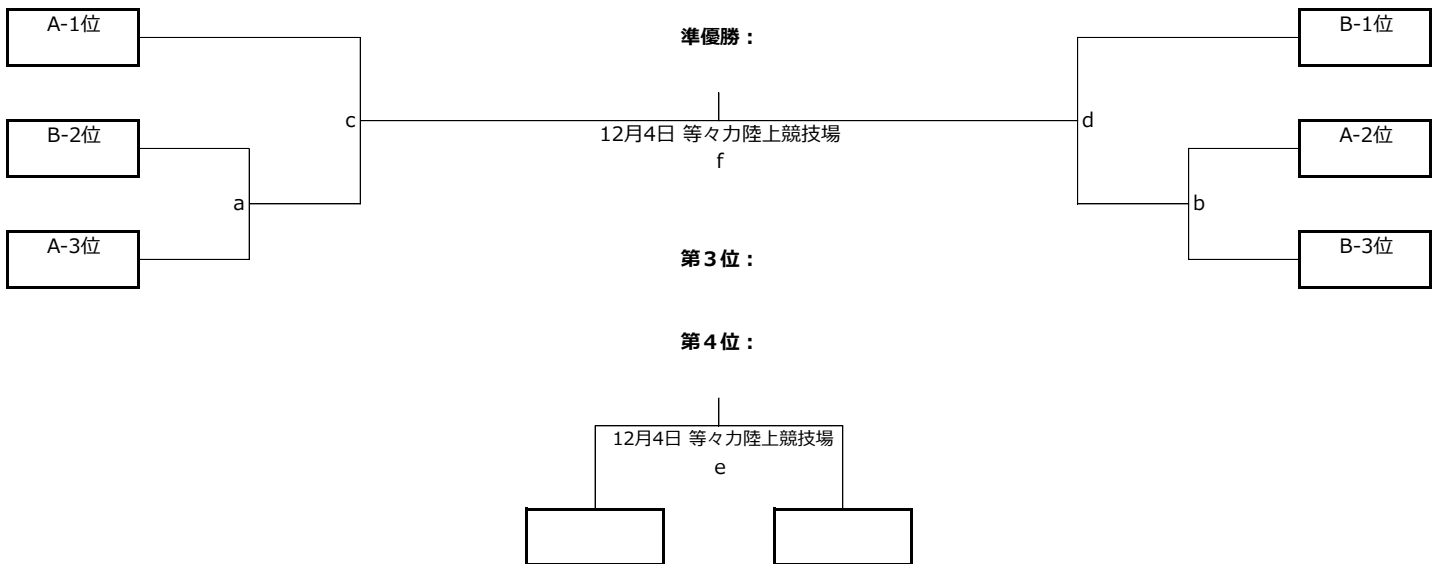 A-1位
準優勝：
B-1位
c
12月4日 等々力陸上競技場
f
d
B-2位
A-2位
a
b
A-3位
第３位：
B-3位
第４位：
12月4日 等々力陸上競技場
e